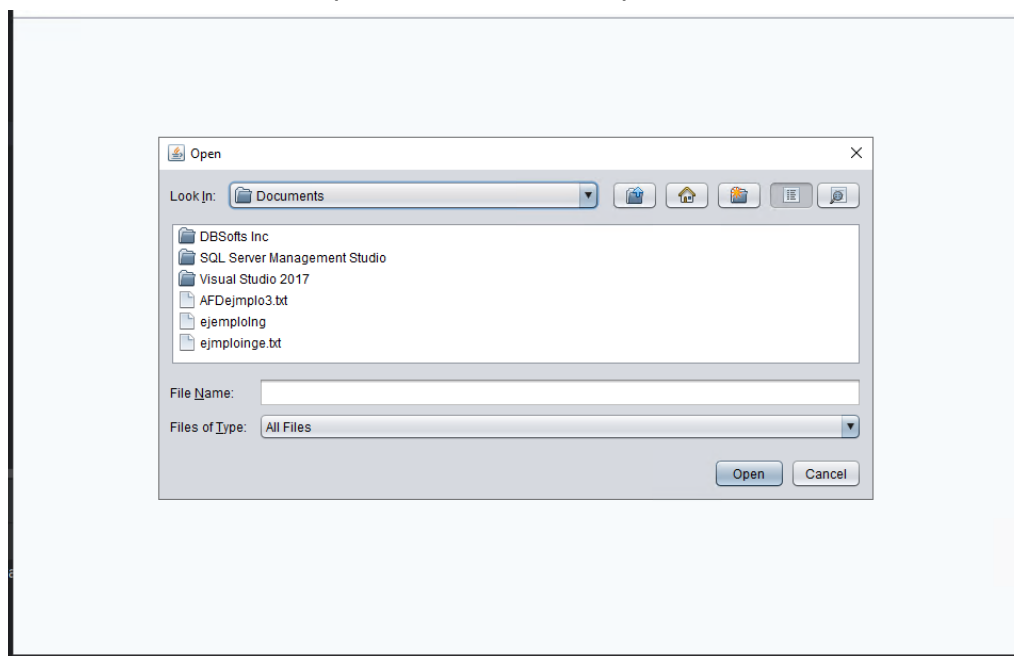 Open
Look In: Documents
DBSofts Inc
SQL Server Management Studio
Visual Studio 2017
AFDejmplo3.txt
ejemploIng
ejmploinge.txt
File Name:
Files of Type: All Files
Open Cancel